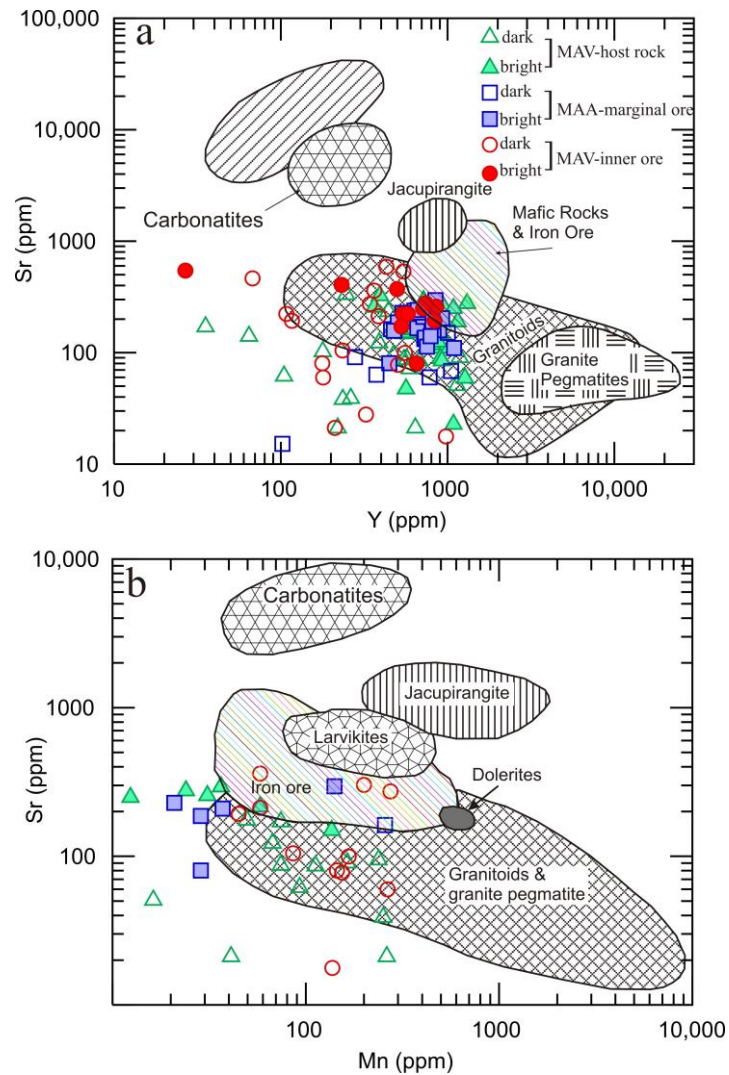 a
100,000
10,000
1000
100
10
Sr (ppm)
dark
bright
MAV-host rock
dark
bright
MAA-marginal ore
dark
bright
MAV-inner ore
Jacupirangite
Carbonatites
Mafic Rocks
& Iron Ore
Granitoids
Granite
Pegmatites
10
100
1000
10,000
Y (ppm)
b
10,000
1000
100
Sr (ppm)
Carbonatites
Jacupirangite
Larvikites
Iron ore
Dolerites
Granitoids &
granite pegmatite
100
1000
10,000
Mn (ppm)